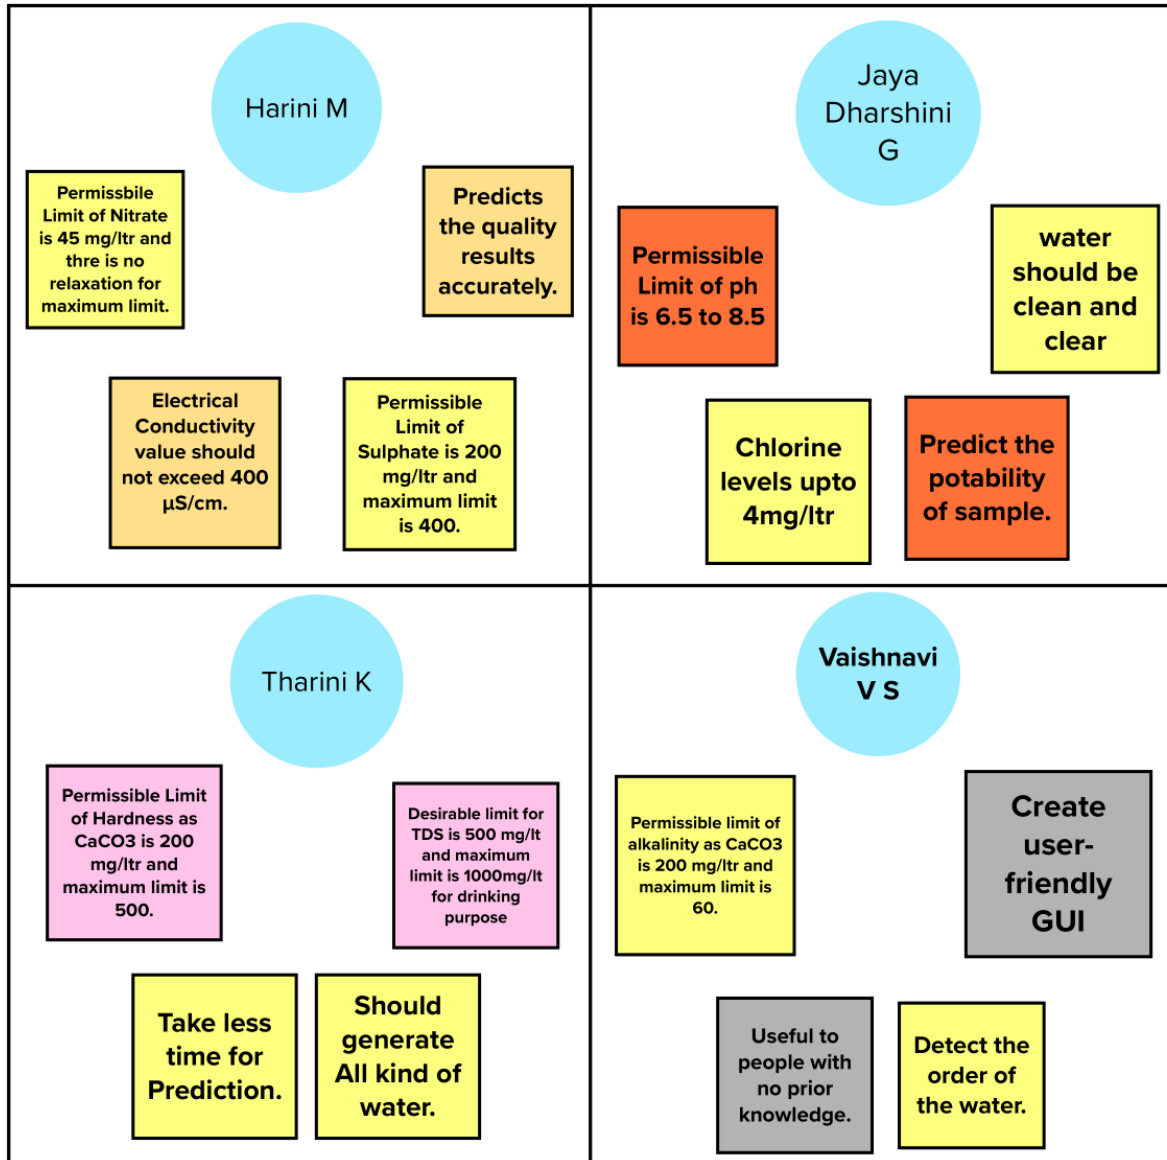 Harini M
Permissbile
Limit of Nitrate
is 45 mg/ltr and
thre is no
relaxation for
maximum limit.
Predicts
the quality
results
accurately.
Electrical
Conductivity
value should
not exceed 400
µS/cm.
Permissible
Limit of
Sulphate is 200
mg/ltr and
maximum limit
is 400.
Jaya
Dharshini
G
Permissible
Limit of ph
is 6.5 to 8.5
water
should be
clean and
clear
Chlorine
levels upto
4mg/ltr
Predict the
potability
of sample.
Tharini K
Permissible Limit
of Hardness as
CaCO3 is 200
mg/ltr and
maximum limit is
500.
Desirable limit for
TDS is 500 mg/lt
and maximum
limit is 1000mg/lt
for drinking
purpose
Take less
time for
Prediction.
Should
generate
All kind of
water.
Vaishnavi
V S
Permissible limit of
alkalinity as CaCO3
is 200 mg/ltr and
maximum limit is
60.
Create
user-
friendly
GUI
Useful to
people with
no prior
knowledge.
Detect the
order of
the water.